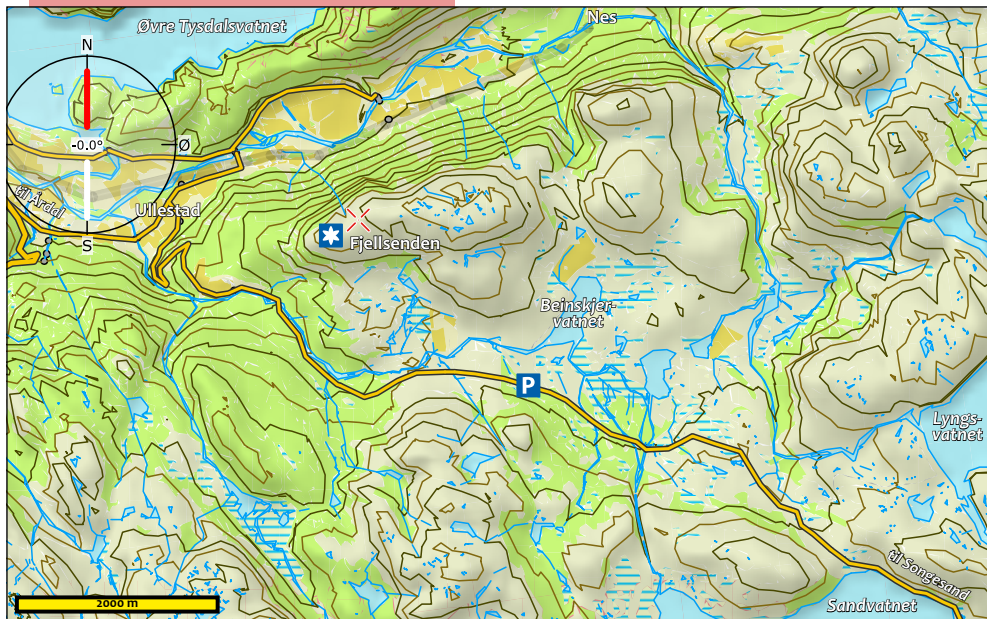 Nes
Øvre Tysdalsvatnet
N
-0.0°
Ø
til Årdal
Ullestad
S
Fjellsenden
Beinskjer-
vatnet
P
Lyngs-
vatnet
til Songesand
2000 m
Sandvatnet